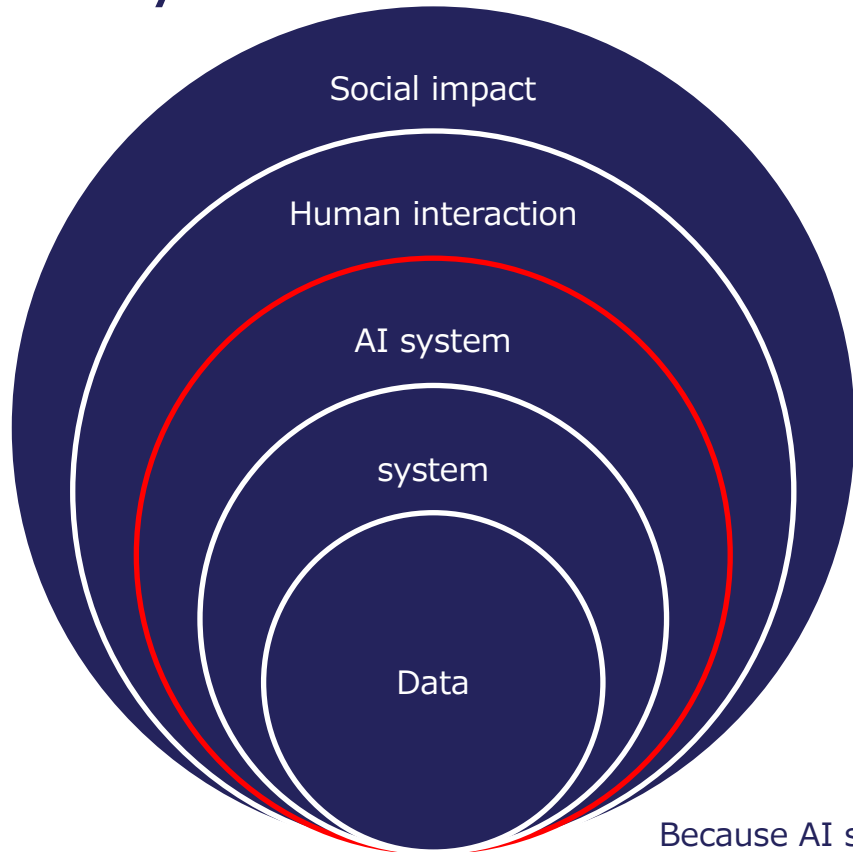 Social impact
Human interaction
AI system
system
Data
Because AI s